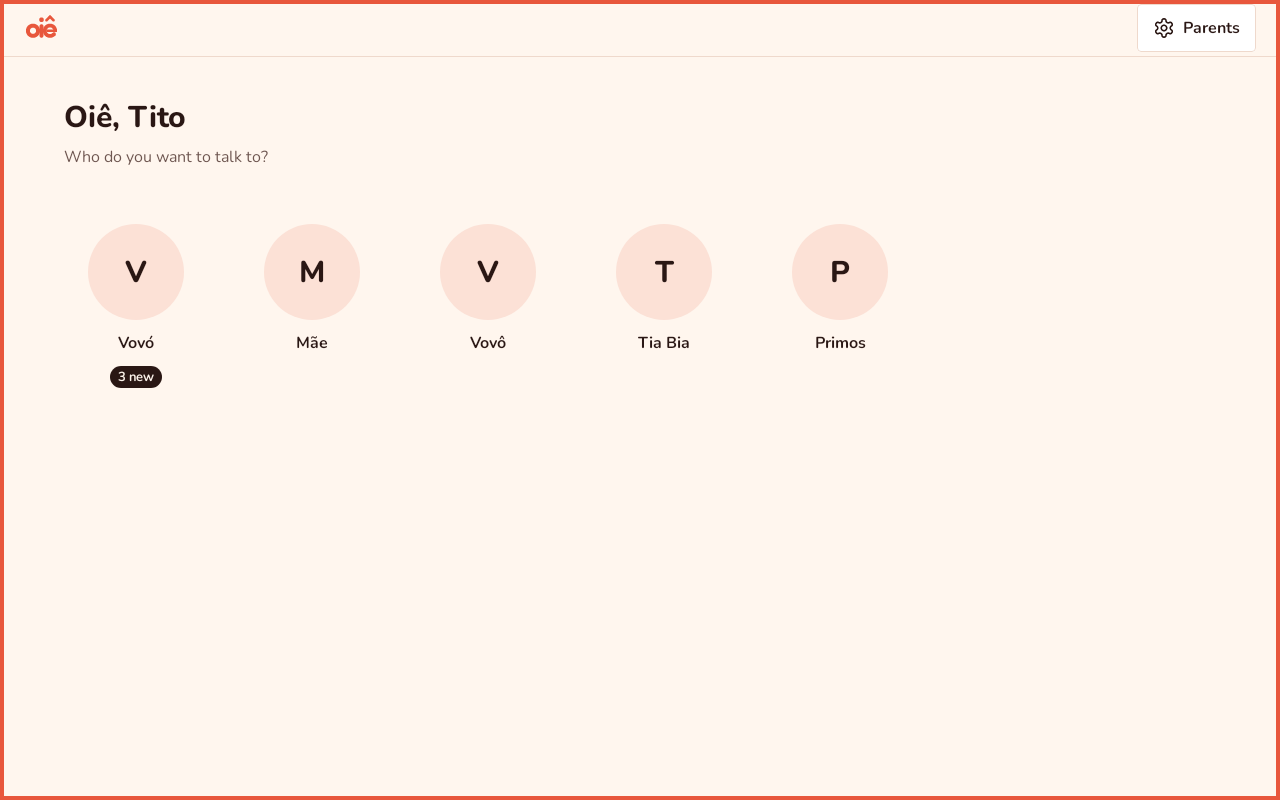 oiê
Parents
Oiê, Tito
Who do you want to talk to?
V
M
V
T
P
Vovó
Mãe
Vovô
Tia Bia
Primos
3 new